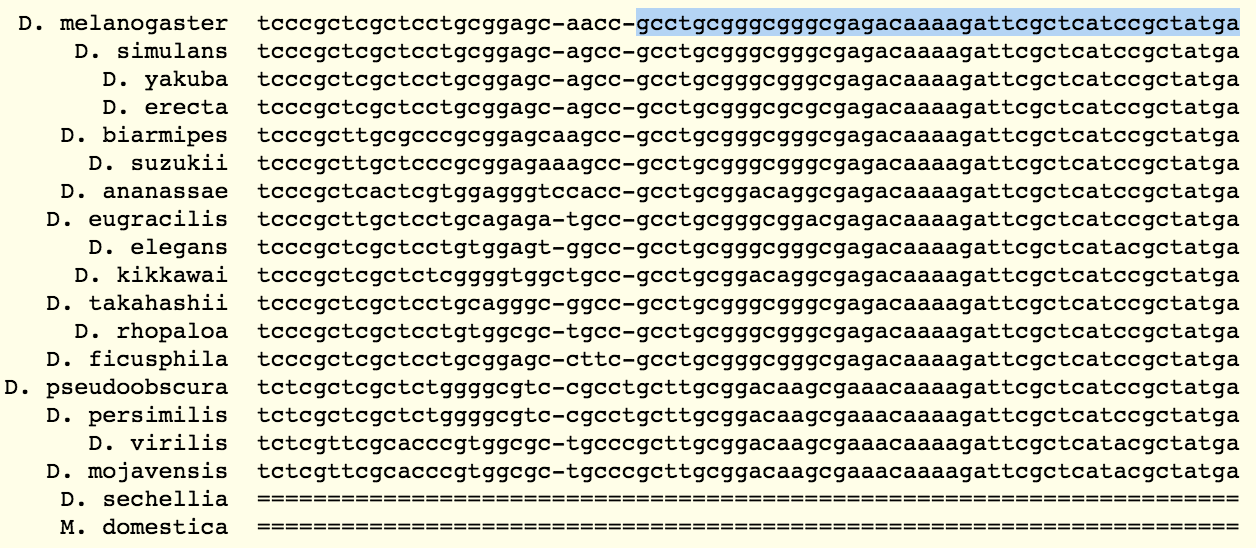 D. melanogaster tcccgctcgctcctgcggagc-aacc-gcctgcgggcgggcgagacaaaagattcgctcatccgctatga
D. simulans tcccgctcgctcctgcggagc-agcc-gcctgcgggcgggcgagacaaaagattcgctcatccgctatga
D. yakuba tcccgctcgctcctgcggagc-agcc-gcctgcgggcgggcgagacaaaagattcgctcatccgctatga
D. erecta tcccgctcgctcctgcggagc-agcc-gcctgcgggcgcgcgagacaaaagattcgctcatccgctatga
D. biarmipes tcccgcttgcgcccgcggagcaagcc-gcctgcgggcgggcgagacaaaagattcgctcatccgctatga
D. suzukii tcccgcttgctcccgcggagaaagcc-gcctgcgggcgggcgagacaaaagattcgctcatccgctatga
D. ananassae tcccgctcactcgtggagggtccacc-gcctgcggacaggcgagacaaaagattcgctcatccgctatga
D. eugracilis tcccgcttgctcctgcagaga-tgcc-gcctgcgggcggacgagacaaaagattcgctcatccgctatga
D. elegans tcccgctcgctcctgtggagt-ggcc-gcctgcgggcgggcgagacaaaagattcgctcatacgctatga
D. kikkawai tcccgctcgctctcggggtggctgcc-gcctgcggacaggcgagacaaaagattcgctcatccgctatga
D. takahashii tcccgctcgctcctgcagggc-ggcc-gcctgcgggcgggcgagacaaaagattcgctcatccgctatga
D. rhopaloa tcccgctcgctcctgtggcgc-tgcc-gcctgcgggcgggcgagacaaaagattcgctcatccgctatga
D. ficusphila tcccgctcgctcctgcggagc-cttc-gcctgcgggcgggcgagacaaaagattcgctcatccgctatga
D. pseudoobscura tctcgctcgctctggggcgtc-cgcctgcttgcggacaagcgaaacaaaagattcgctcatccgctatga
D. persimilis tctcgctcgctctggggcgtc-cgcctgcttgcggacaagcgaaacaaaagattcgctcatccgctatga
D. virilis tctcgttcgcacccgtggcgc-tgcccgcttgcggacaagcgaaacaaaagattcgctcatacgctatga
D. mojavensis tctcgttcgcacccgtggcgc-tgcccgcttgcggacaagcgaaacaaaagattcgctcatacgctatga
D. sechellia ======================================================================
M. domestica ======================================================================